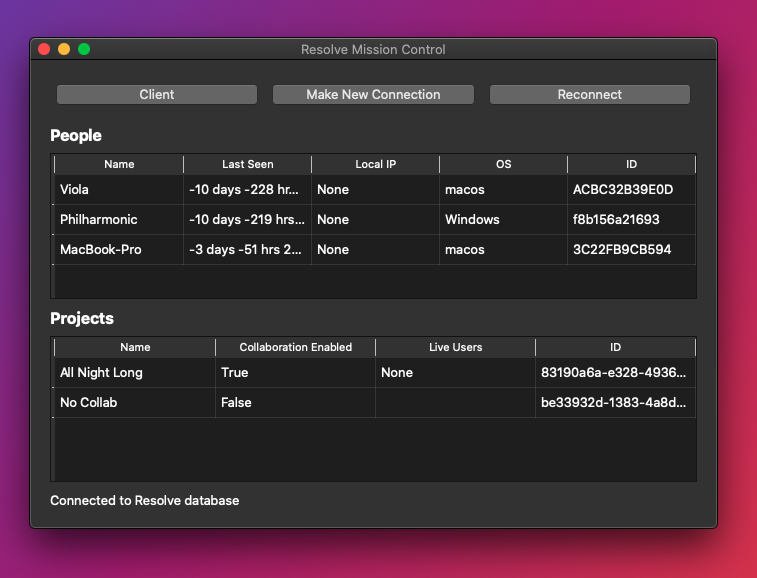 Resolve Mission Control
Client Make New Connection Reconnect
People
Name Last Seen Local IP OS ID
Viola -10 days -228 hr... None macos ACBC32B39E0D
Philharmonic -10 days -219 hrs... None Windows f8b156a21693
MacBook-Pro -3 days -51 hrs 2... None macos 3C22FB9CB594
Projects
Name Collaboration Enabled Live Users ID
All Night Long True None 83190a6a-e328-4936...
No Collab False be33932d-1383-4a8d...
Connected to Resolve database